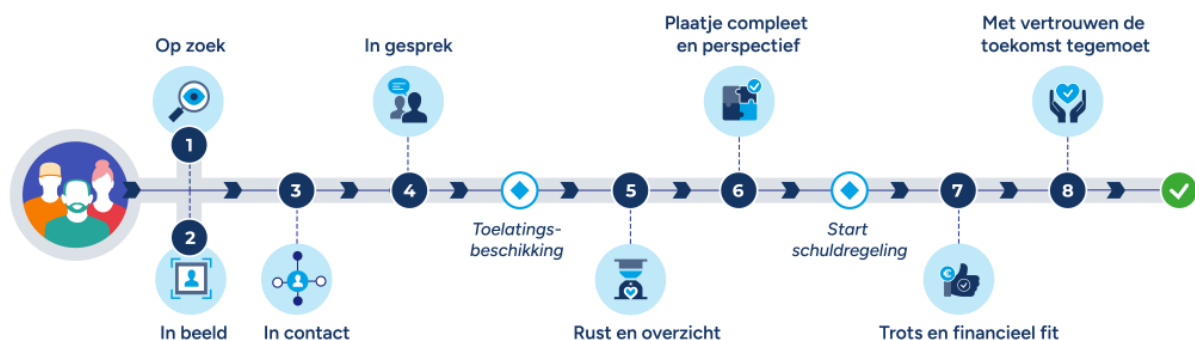 Op zoek
1
2
In beeld
3
In contact
In gesprek
4
Toelatings-
beschikking
5
Rust en overzicht
Plaatje compleet
en perspectief
6
Start
schuldregeling
7
€
Trots en financieel fit
Met vertrouwen de
toekomst tegemoet
8